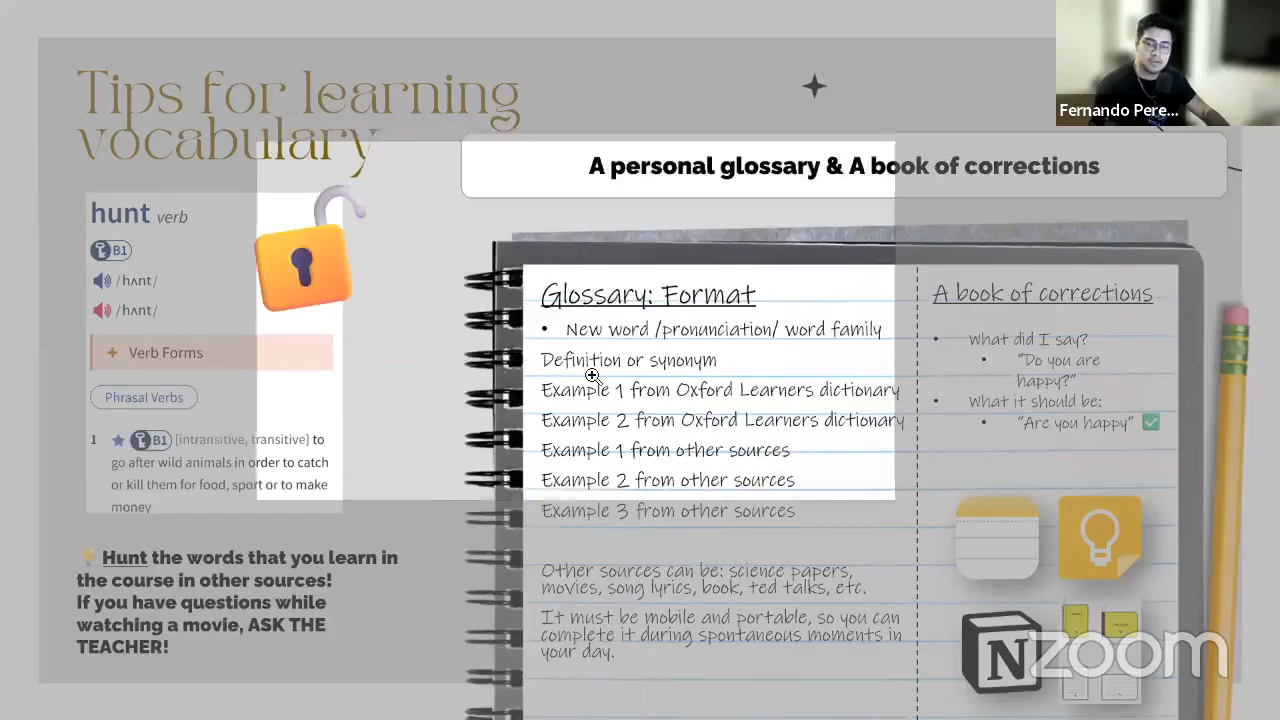 Tips for learning
vocabulary
Fernando Pere...
A personal glossary & A book of corrections
hunt verb
B1
/hʌnt/
/hʌnt/
+ Verb Forms
Phrasal Verbs
1 B1 [intransitive, transitive] to
go after wild animals in order to catch
or kill them for food, sport or to make
money
Hunt the words that you learn in
the course in other sources!
If you have questions while
watching a movie, ASK THE
TEACHER!
Glossary: Format
• New word /pronunciation/ word family
Definition or synonym
Example 1 from Oxford Learners dictionary
Example 2 from Oxford Learners dictionary
Example 1 from other sources
Example 2 from other sources
Example 3 from other sources
Other sources can be: science papers,
movies, song lyrics, book, ted talks, etc.
It must be mobile and portable, so you can
complete it during spontaneous moments in
your day.
A book of corrections
• What did I say?
• "Do you are
happy?"
• What it should be:
• "Are you happy"
N
zoom